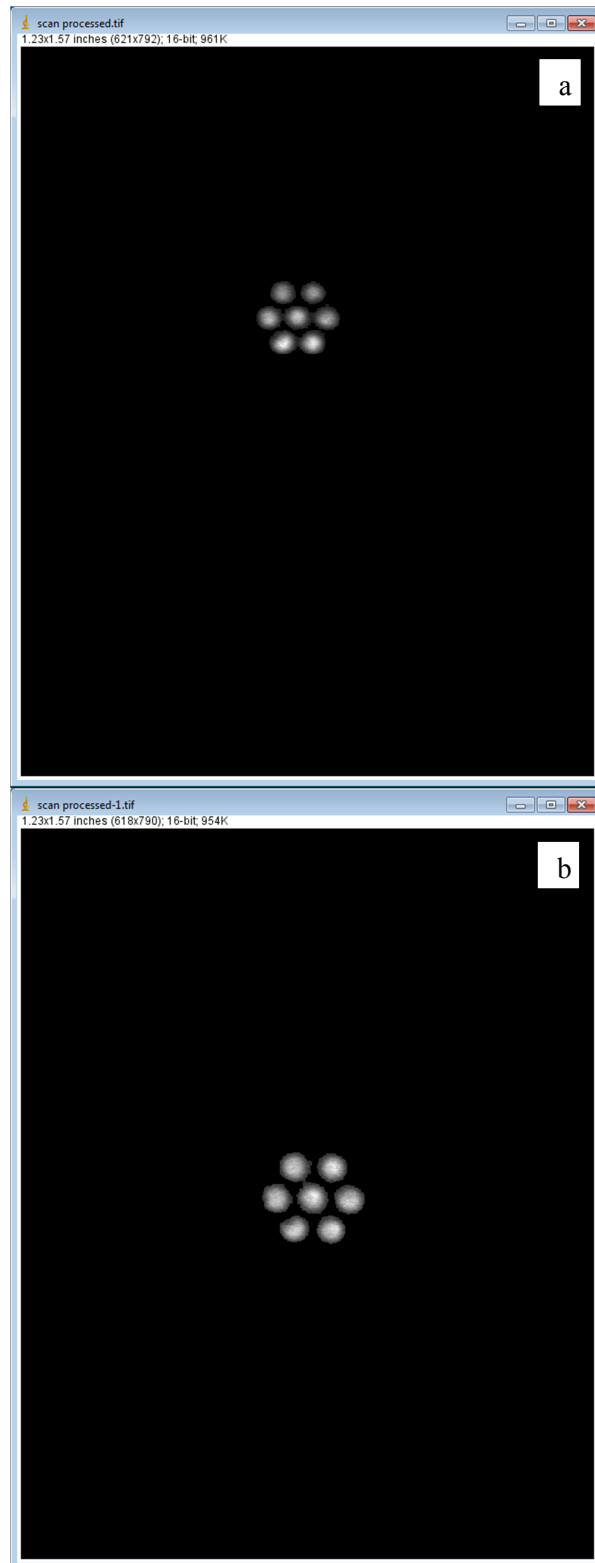 scan processed.tif
1.23x1.57 inches (621x792); 16-bit; 961K
a
scan processed-1.tif
1.23x1.57 inches (618x790); 16-bit; 954K
b